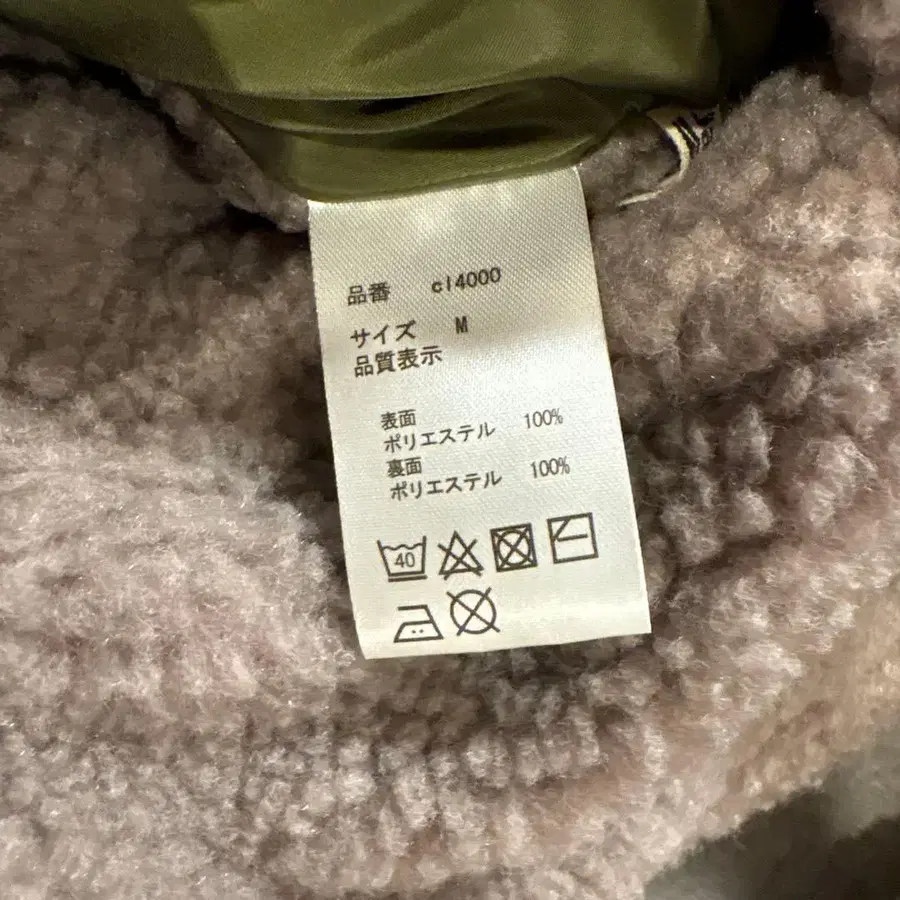 品番 cl4000
サイズ M
品質表示
表面
ポリエステル 100%
裏面
ポリエステル 100%
40